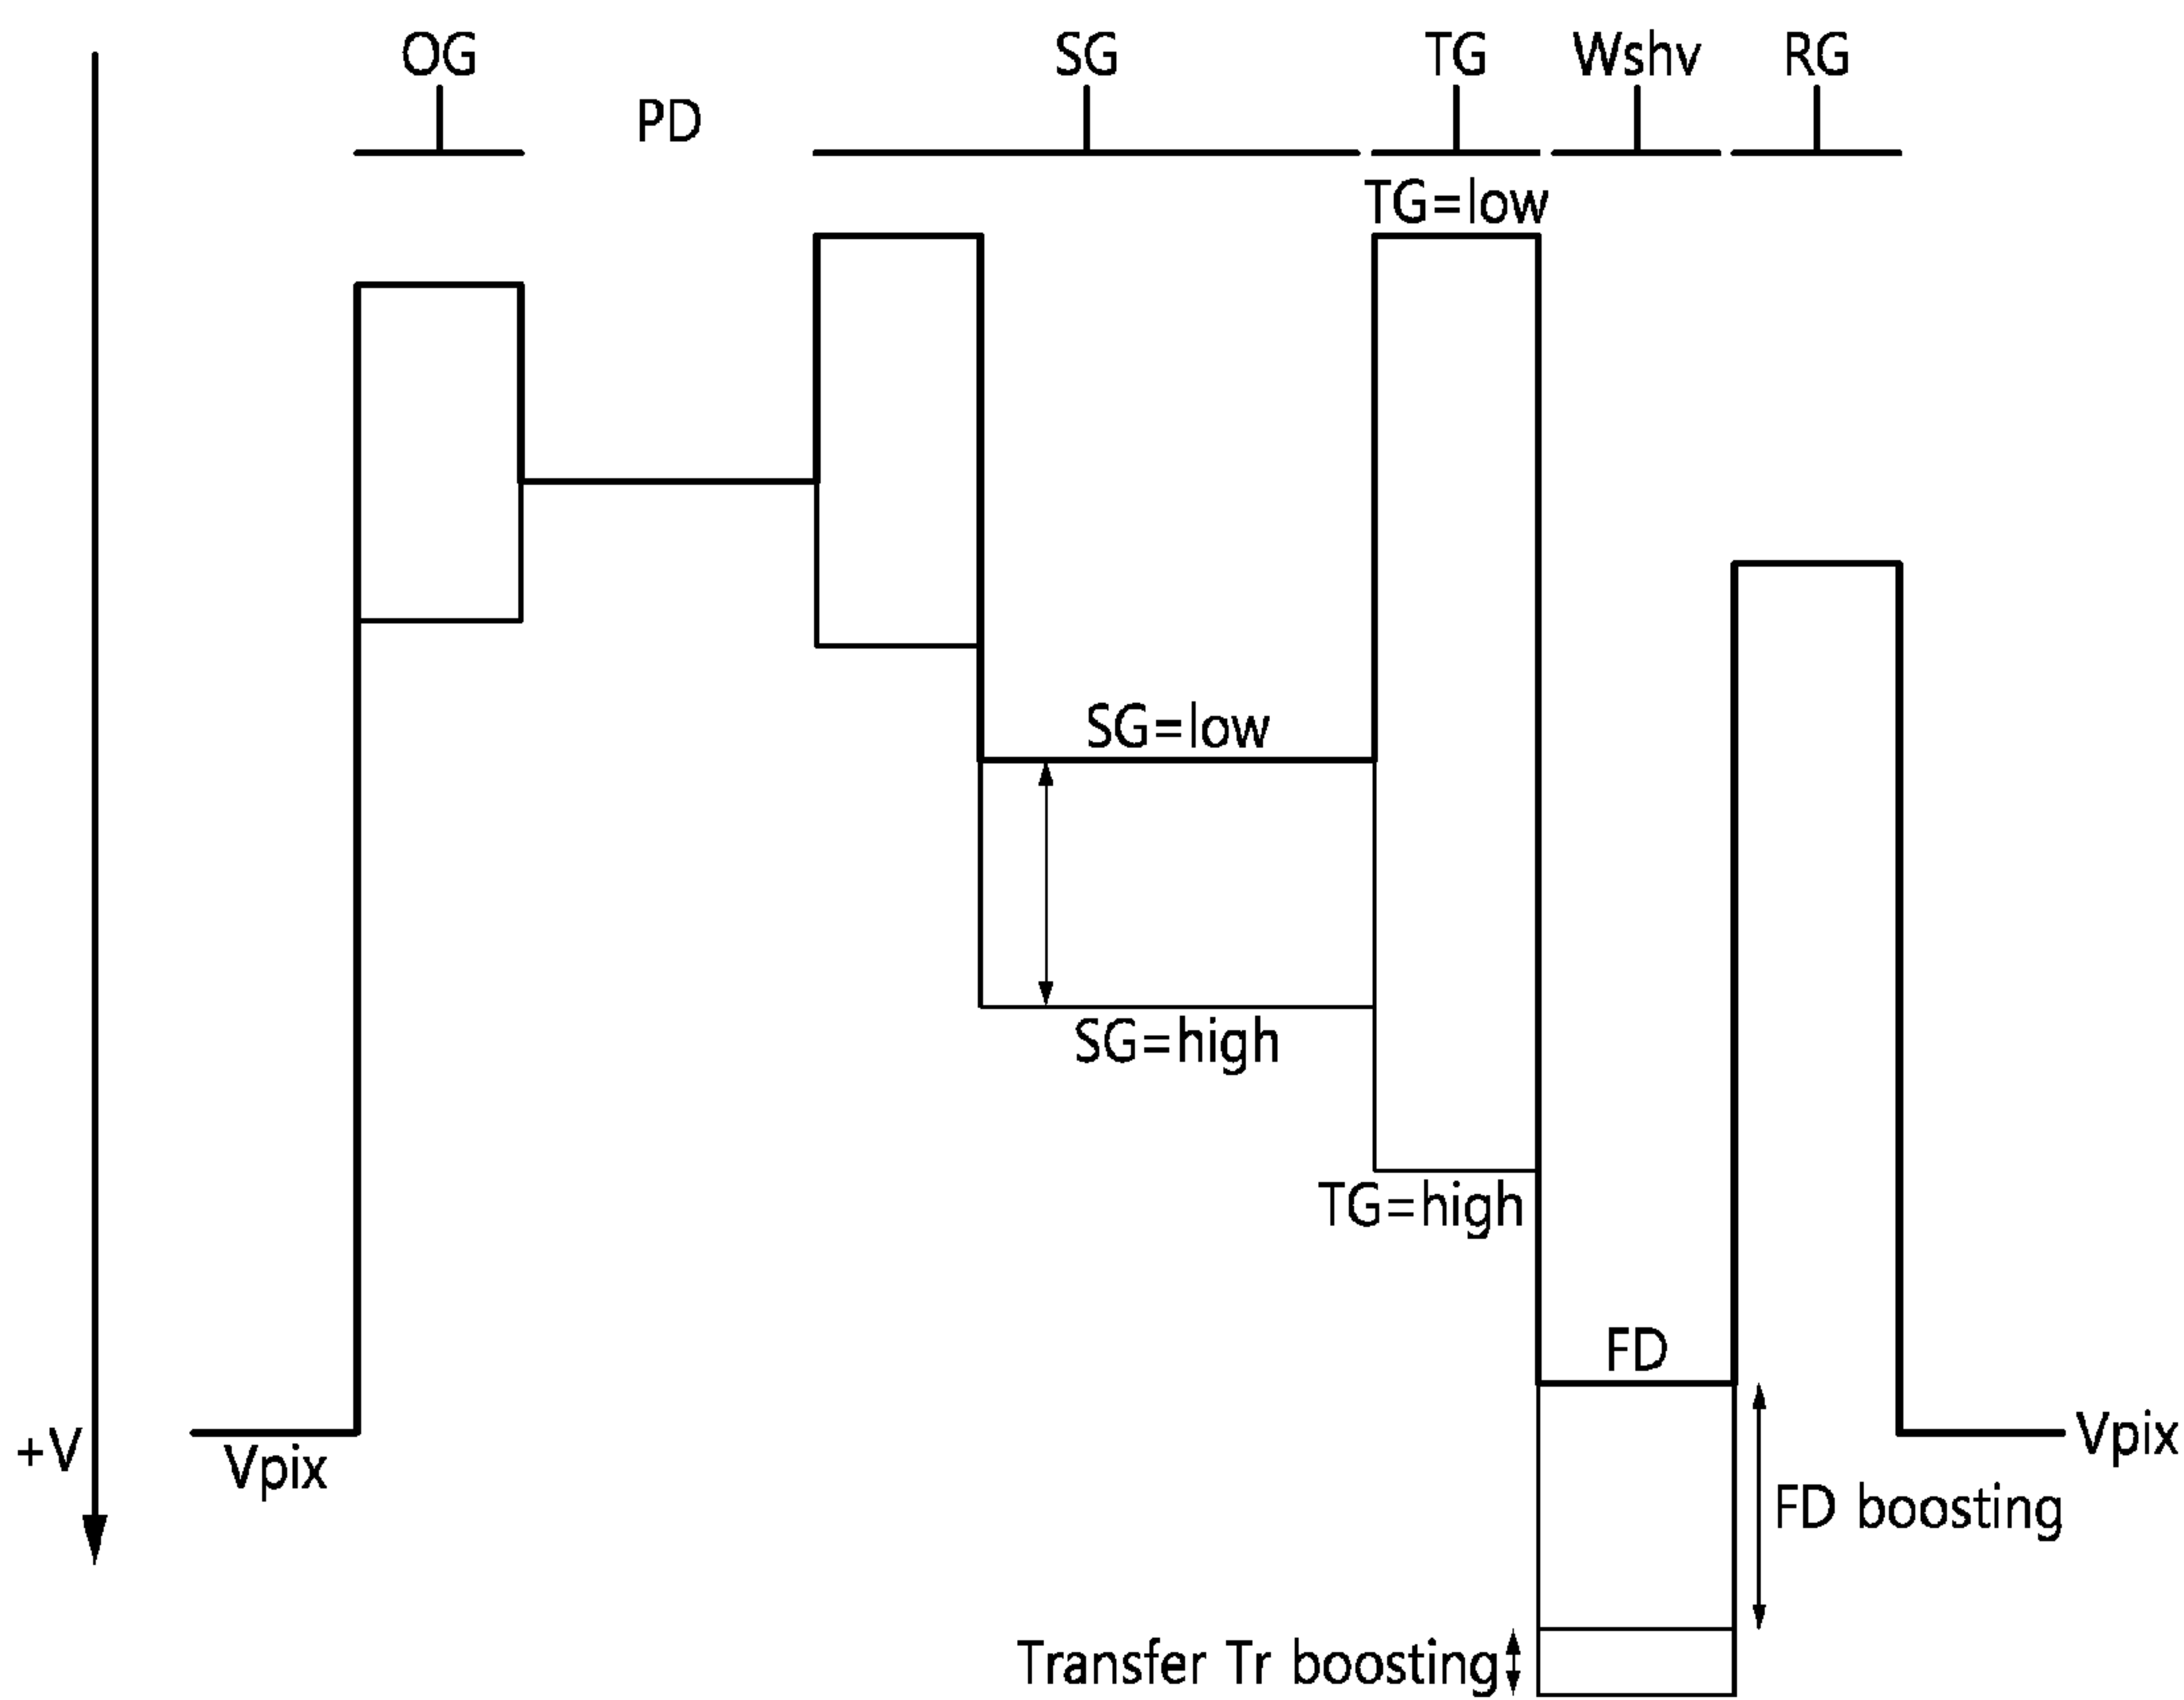 OG
PD
SG
TG
Wshv
RG
TG=low
SG=low
SG=high
TG=high
FD
+V
Vpix
Vpix
FD boosting
Transfer Tr boosting